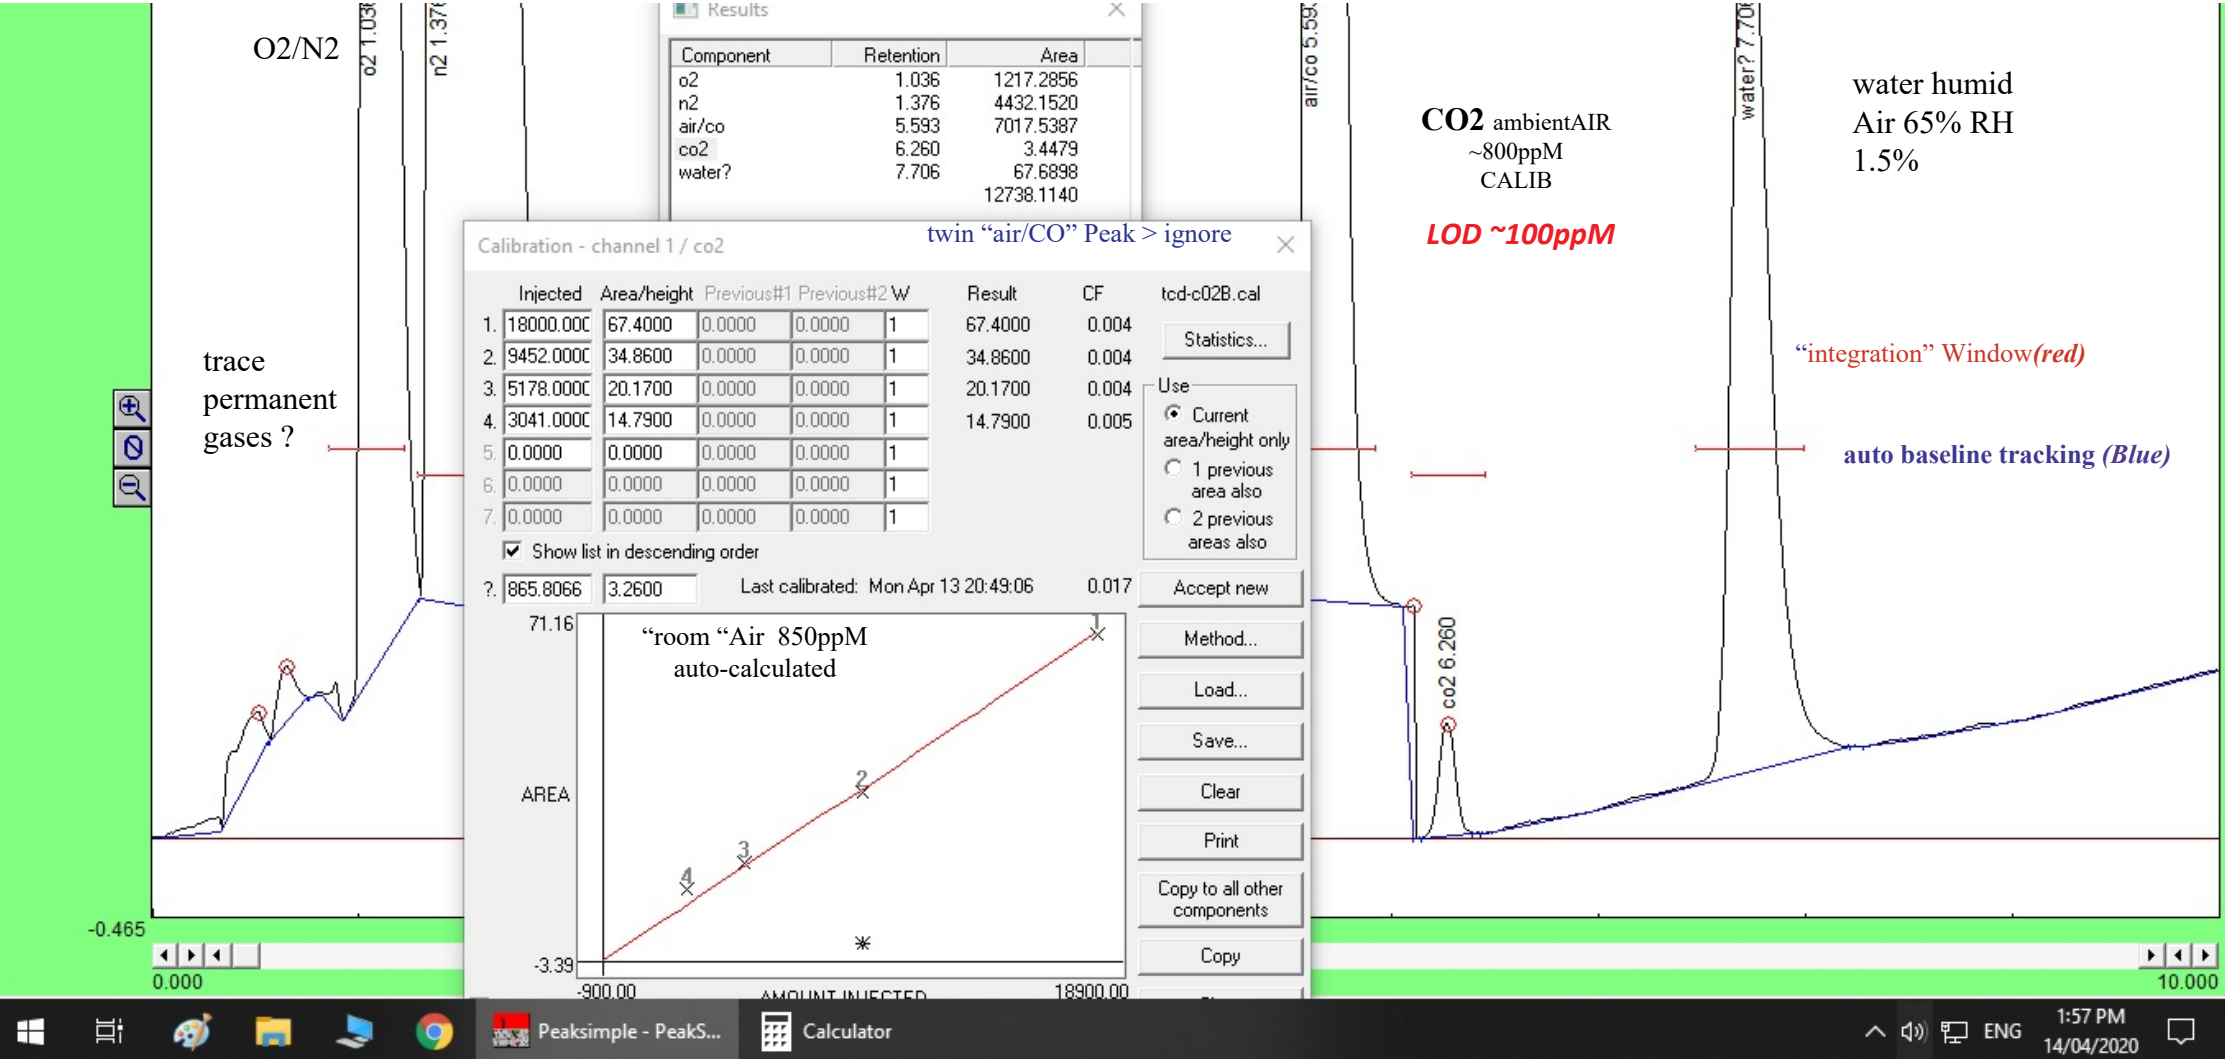 O2/N2
o2 1.036
n2 1.376
Results
Component Retention Area
o2 1.036 1217.2856
n2 1.376 4432.1520
air/co 5.593 7017.5387
co2 6.260 3.4479
water? 7.706 67.6898
12738.1140
air/co 5.593
CO2 ambientAIR
~800ppM
CALIB
LOD ~100ppM
water? 7.706
water humid
Air 65% RH
1.5%
trace
permanent
gases ?
"integration" Window(red)
auto baseline tracking (Blue)
co2 6.260
Calibration - channel 1 / co2
twin “air/CO” Peak > ignore
Injected Area/height Previous#1 Previous#2 W Result CF tcd-c02B.cal
1. 18000.000 67.4000 0.0000 0.0000 1 67.4000 0.004
2. 9452.0000 34.8600 0.0000 0.0000 1 34.8600 0.004
3. 5178.0000 20.1700 0.0000 0.0000 1 20.1700 0.004
4. 3041.0000 14.7900 0.0000 0.0000 1 14.7900 0.005
5. 0.0000 0.0000 0.0000 0.0000 1
6. 0.0000 0.0000 0.0000 0.0000 1
7. 0.0000 0.0000 0.0000 0.0000 1
Statistics...
Use
Current
area/height only
1 previous
area also
2 previous
areas also
Show list in descending order
?. 865.8066 3.2600 Last calibrated: Mon Apr 13 20:49:06 0.017
Accept new
Method...
Load...
Save...
Clear
Print
Copy to all other
components
Copy
71.16
“room “Air 850ppM
auto-calculated
1
2
3
4
AREA
-3.39
-900.00 AMOUNT INJECTED 18900.00
-0.465
0.000
10.000
Peaksimple - PeakS...
Calculator
ENG
1:57 PM
14/04/2020